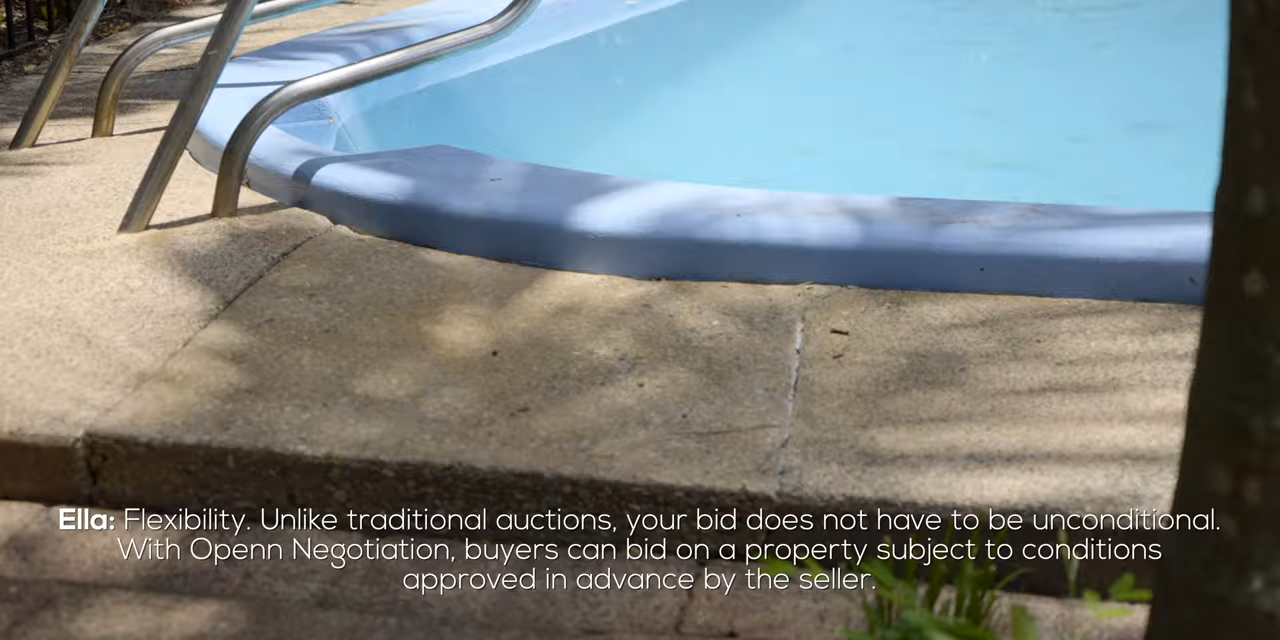 Ella: Flexibility. Unlike traditional auctions, your bid does not have to be unconditional.
With Openn Negotiation, buyers can bid on a property subject to conditions
approved in advance by the seller.